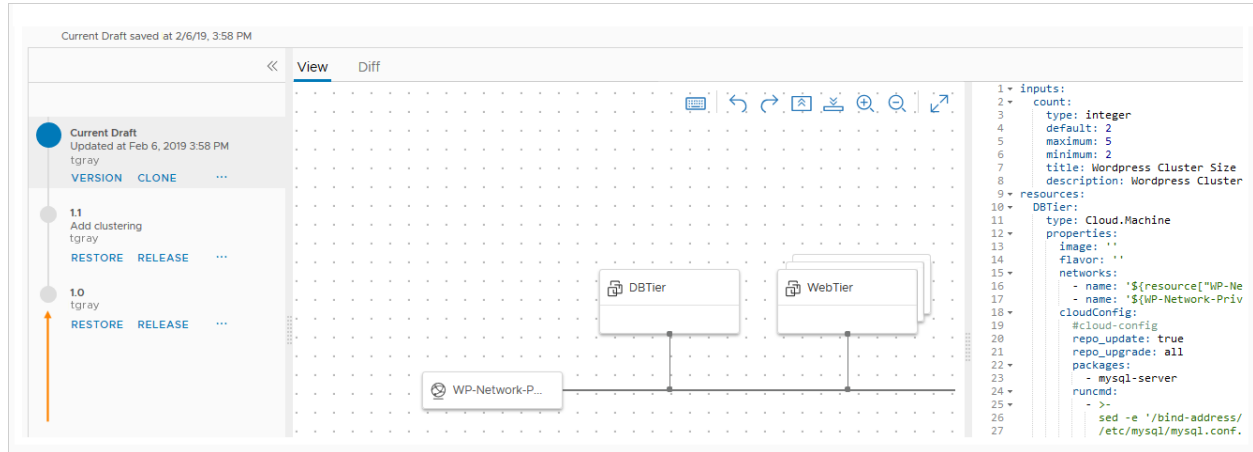 Current Draft saved at 2/6/19, 3:58 PM
View Diff
Current Draft
Updated at Feb 6, 2019 3:58 PM
tgray
VERSION CLONE ...
1.1
Add clustering
tgray
RESTORE RELEASE ...
1.0
tgray
RESTORE RELEASE ...
DBTier
WebTier
WP-Network-P...
1 inputs:
2 count:
3 type: integer
4 default: 2
5 maximum: 5
6 minimum: 2
7 title: Wordpress Cluster Size
8 description: Wordpress Cluster
9 resources:
10 DBTier:
11 type: Cloud.Machine
12 properties:
13 image: ''
14 flavor: ''
15 networks:
16 - name: '${resource["WP-Ne
17 - name: '${WP-Network-Priv
18 cloudConfig:
19 #cloud-config
20 repo_update: true
21 repo_upgrade: all
22 packages:
23 - mysql-server
24 runcmd:
25 - >-
26 sed -e '/bind-address/
27 /etc/mysql/mysql.conf.